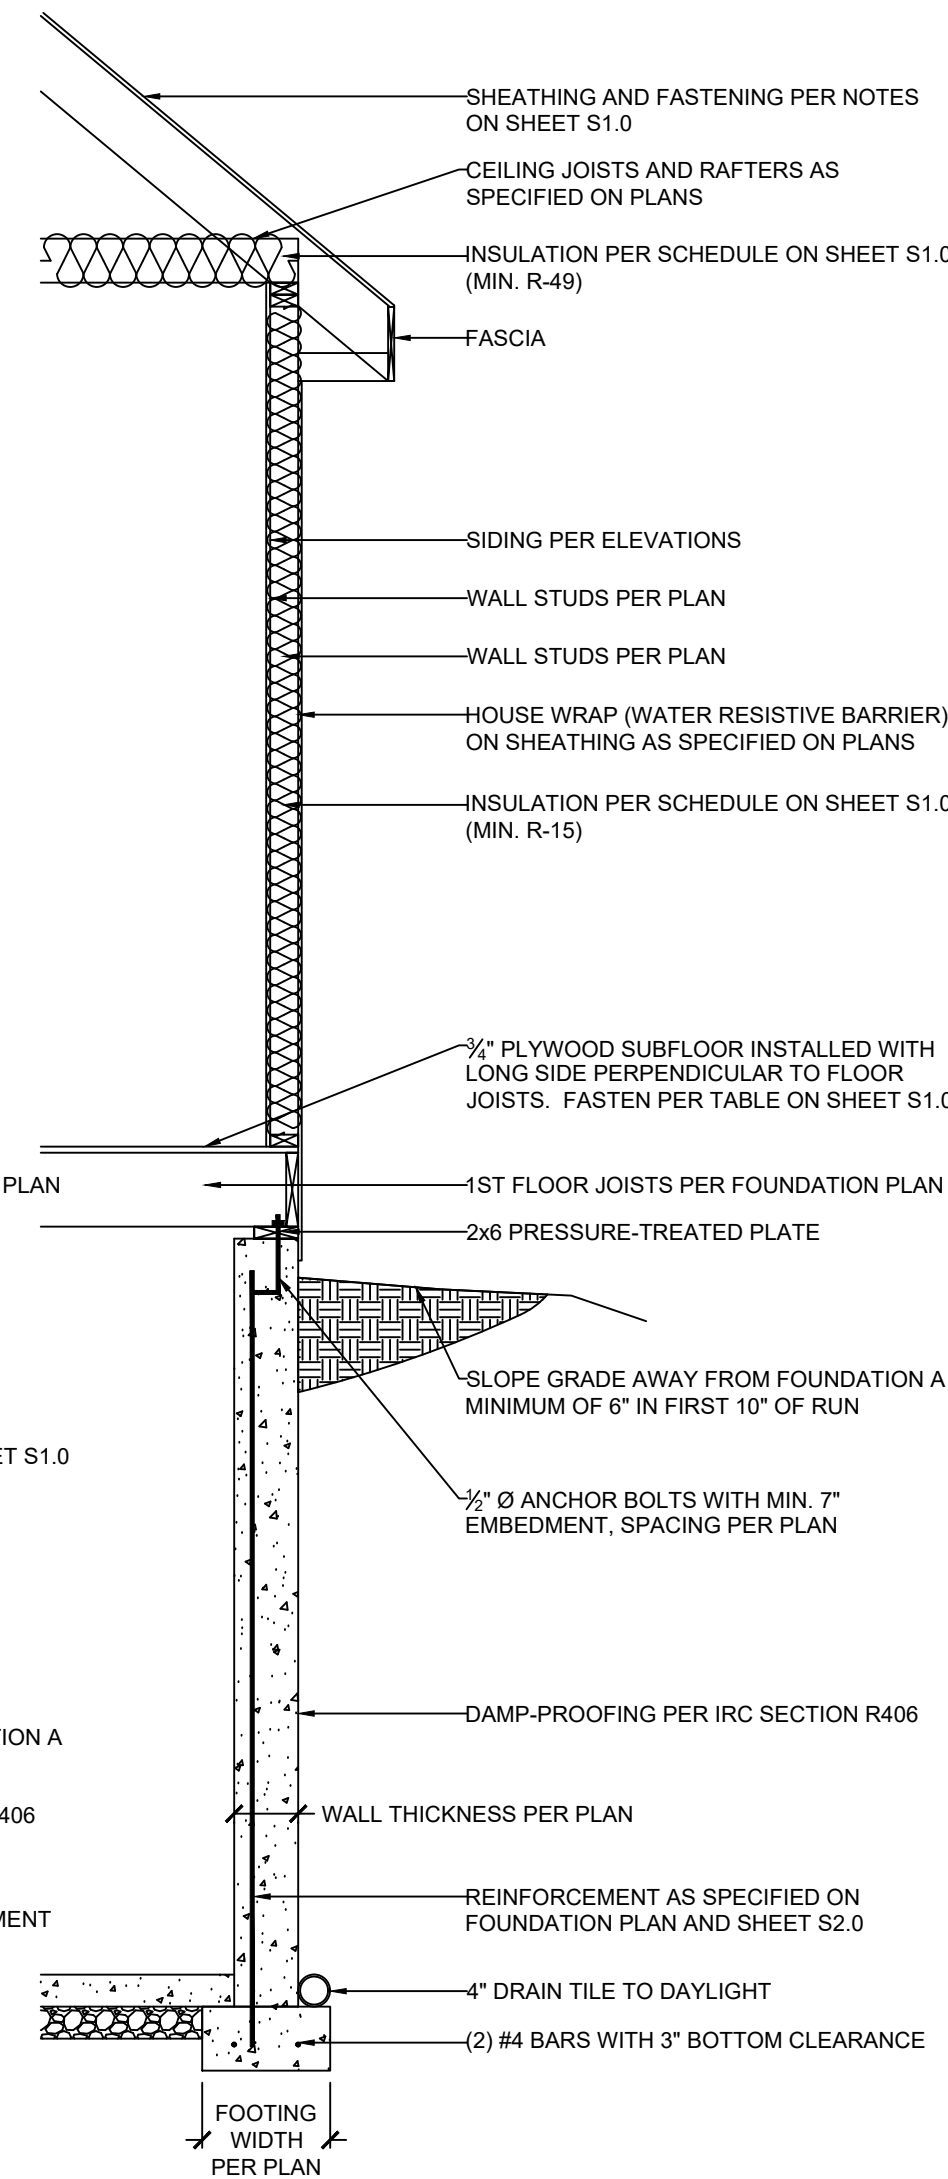 SHEATHING AND FASTENING PER NOTES
ON SHEET S1.0
CEILING JOISTS AND RAFTERS AS
SPECIFIED ON PLANS
INSULATION PER SCHEDULE ON SHEET S1.0
(MIN. R-49)
FASCIA
SIDING PER ELEVATIONS
WALL STUDS PER PLAN
WALL STUDS PER PLAN
HOUSE WRAP (WATER RESISTIVE BARRIER)
ON SHEATHING AS SPECIFIED ON PLANS
INSULATION PER SCHEDULE ON SHEET S1.0
(MIN. R-15)
¾" PLYWOOD SUBFLOOR INSTALLED WITH
LONG SIDE PERPENDICULAR TO FLOOR
JOISTS. FASTEN PER TABLE ON SHEET S1.0
PLAN
1ST FLOOR JOISTS PER FOUNDATION PLAN
2x6 PRESSURE-TREATED PLATE
SLOPE GRADE AWAY FROM FOUNDATION A
MINIMUM OF 6" IN FIRST 10" OF RUN
ET S1.0
½" Ø ANCHOR BOLTS WITH MIN. 7"
EMBEDMENT, SPACING PER PLAN
DAMP-PROOFING PER IRC SECTION R406
TION A
406
WALL THICKNESS PER PLAN
REINFORCEMENT AS SPECIFIED ON
FOUNDATION PLAN AND SHEET S2.0
MENT
4" DRAIN TILE TO DAYLIGHT
(2) #4 BARS WITH 3" BOTTOM CLEARANCE
FOOTING
WIDTH
PER PLAN